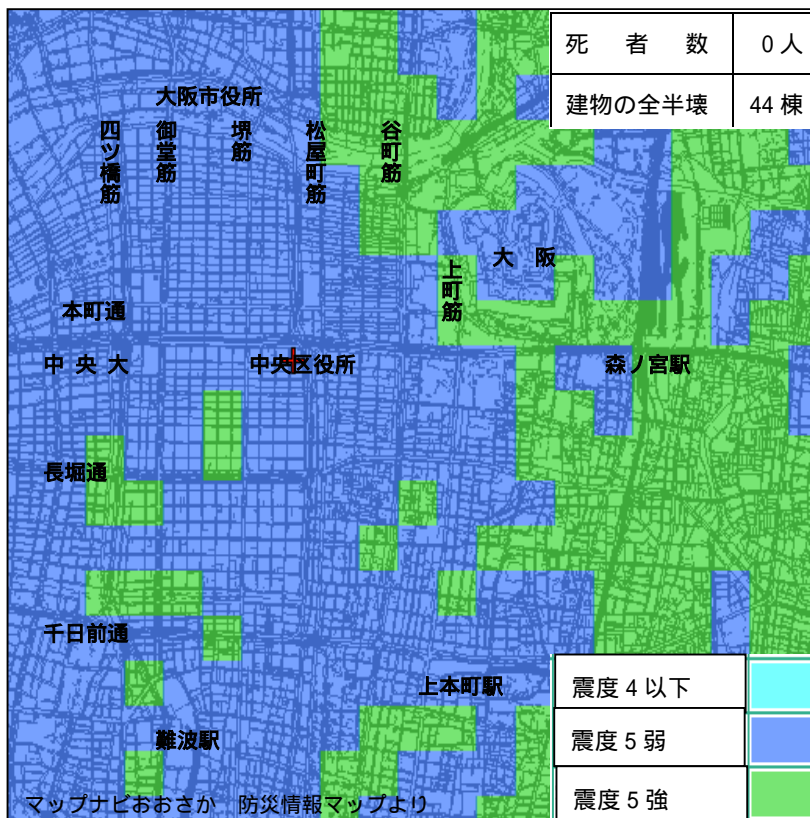 死者数 0人
建物の全半壊 44棟
大阪市役所
四ツ橋筋
御堂筋
堺筋
松屋町筋
谷町筋
大阪
上町筋
本町通
中央大
中央区役所
森ノ宮駅
長堀通
千日前通
上本町駅
難波駅
震度4以下
震度5弱
震度5強
マップナビおおさか 防災情報マップより